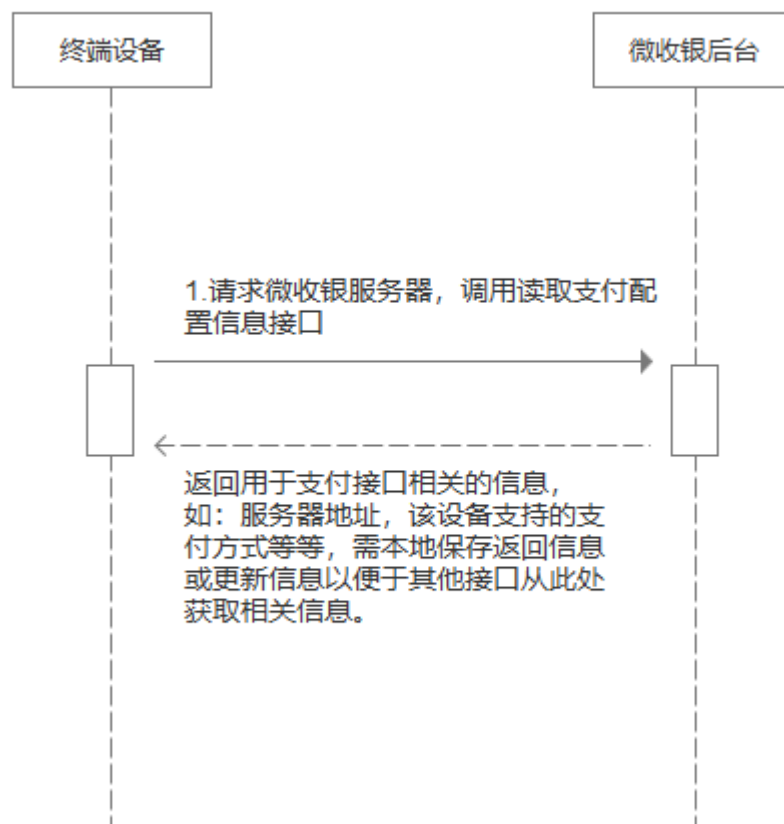 终端设备
微收银后台
1.请求微收银服务器，调用读取支付配
置信息接口
返回用于支付接口相关的信息，
如：服务器地址，该设备支持的支
付方式等等，需本地保存返回信息
或更新信息以便于其他接口从此处
获取相关信息。